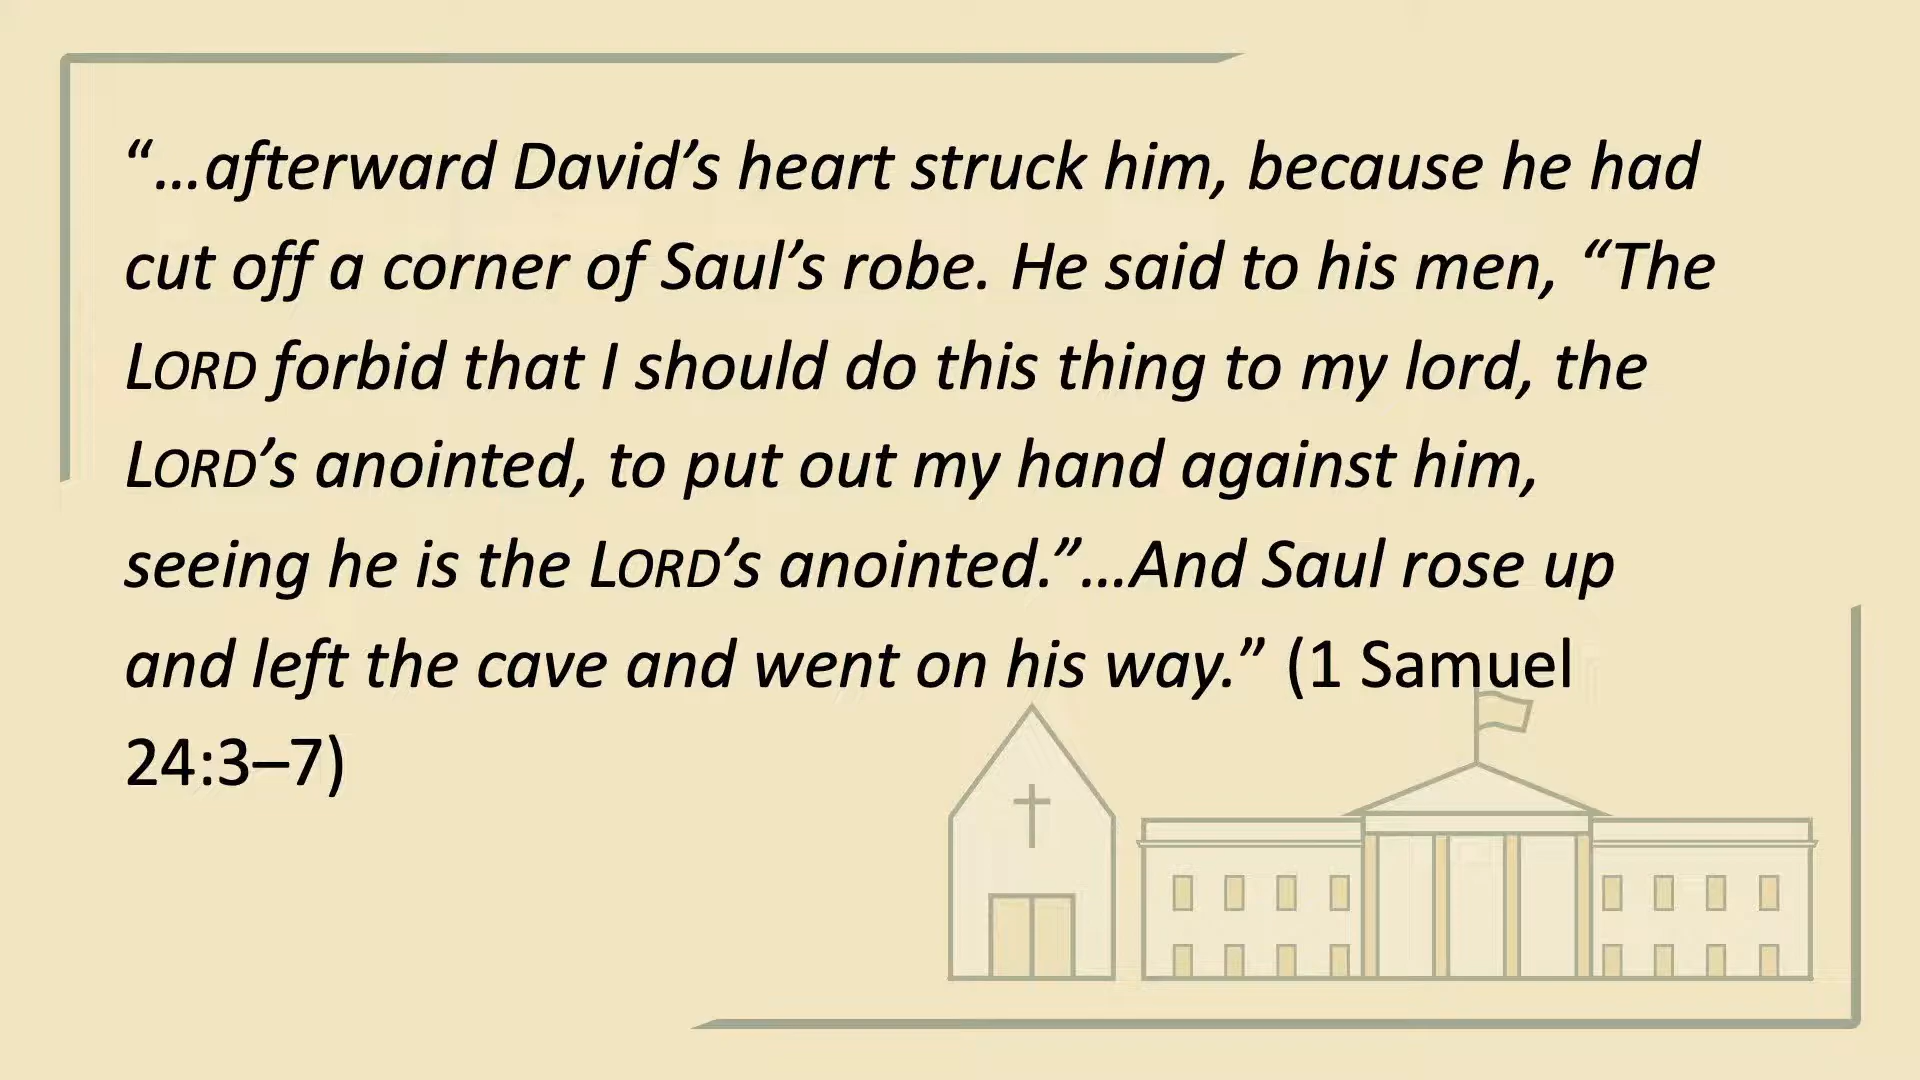 “…afterward David’s heart struck him, because he had
cut off a corner of Saul’s robe. He said to his men, “The
LORD forbid that I should do this thing to my lord, the
LORD’s anointed, to put out my hand against him,
seeing he is the LORD’s anointed.”…And Saul rose up
and left the cave and went on his way.” (1 Samuel
24:3–7)